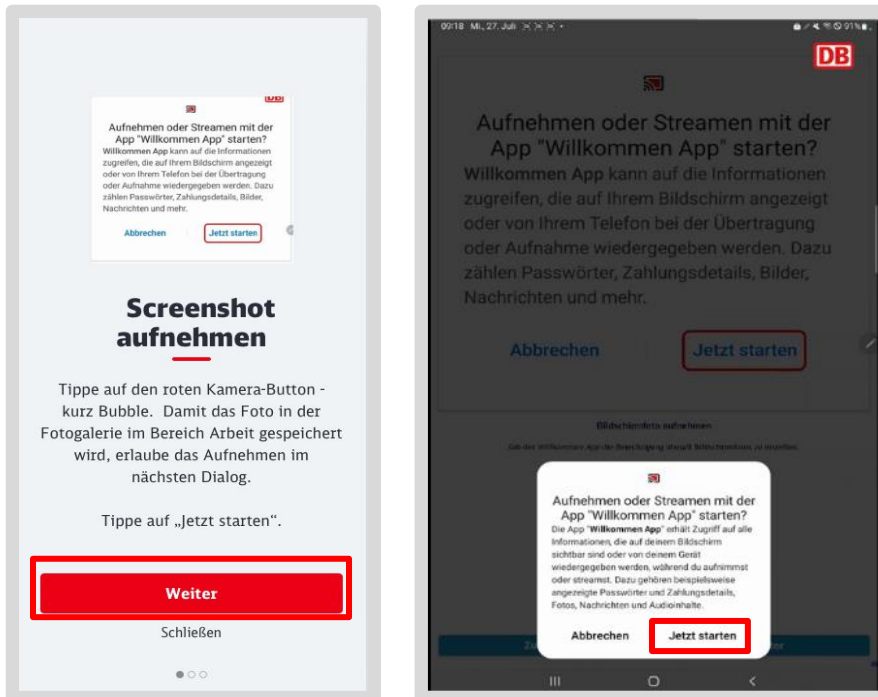 DB
Aufnehmen oder Streamen mit der
App "Willkommen App" starten?
Willkommen App kann auf die Informationen
zugreifen, die auf Ihrem Bildschirm angezeigt
oder von Ihrem Telefon bei der Übertragung
oder Aufnahme wiedergegeben werden. Dazu
zählen Passwörter, Zahlungsdetails, Bilder,
Nachrichten und mehr.
Abbrechen Jetzt starten
Screenshot
aufnehmen
Tippe auf den roten Kamera-Button -
kurz Bubble. Damit das Foto in der
Fotogalerie im Bereich Arbeit gespeichert
wird, erlaube das Aufnehmen im
nächsten Dialog.
Tippe auf „Jetzt starten“.
Weiter
Schließen
09:18 Mi., 27. Juli
91%
DB
Aufnehmen oder Streamen mit der
App "Willkommen App" starten?
Willkommen App kann auf die Informationen
zugreifen, die auf Ihrem Bildschirm angezeigt
oder von Ihrem Telefon bei der Übertragung
oder Aufnahme wiedergegeben werden. Dazu
zählen Passwörter, Zahlungsdetails, Bilder,
Nachrichten und mehr.
Abbrechen Jetzt starten
Bildschirmfoto aufnehmen
Aufnehmen oder Streamen mit der
App "Willkommen App" starten?
Die App "Willkommen App" erhält Zugriff auf alle
Informationen, die auf deinem Bildschirm
sichtbar sind oder von deinem Gerät
wiedergegeben werden, während du aufnimmst
oder streamst. Dazu gehören beispielsweise
angezeigte Passwörter und Zahlungsdetails,
Fotos, Nachrichten und Audioinhalte.
Abbrechen Jetzt starten